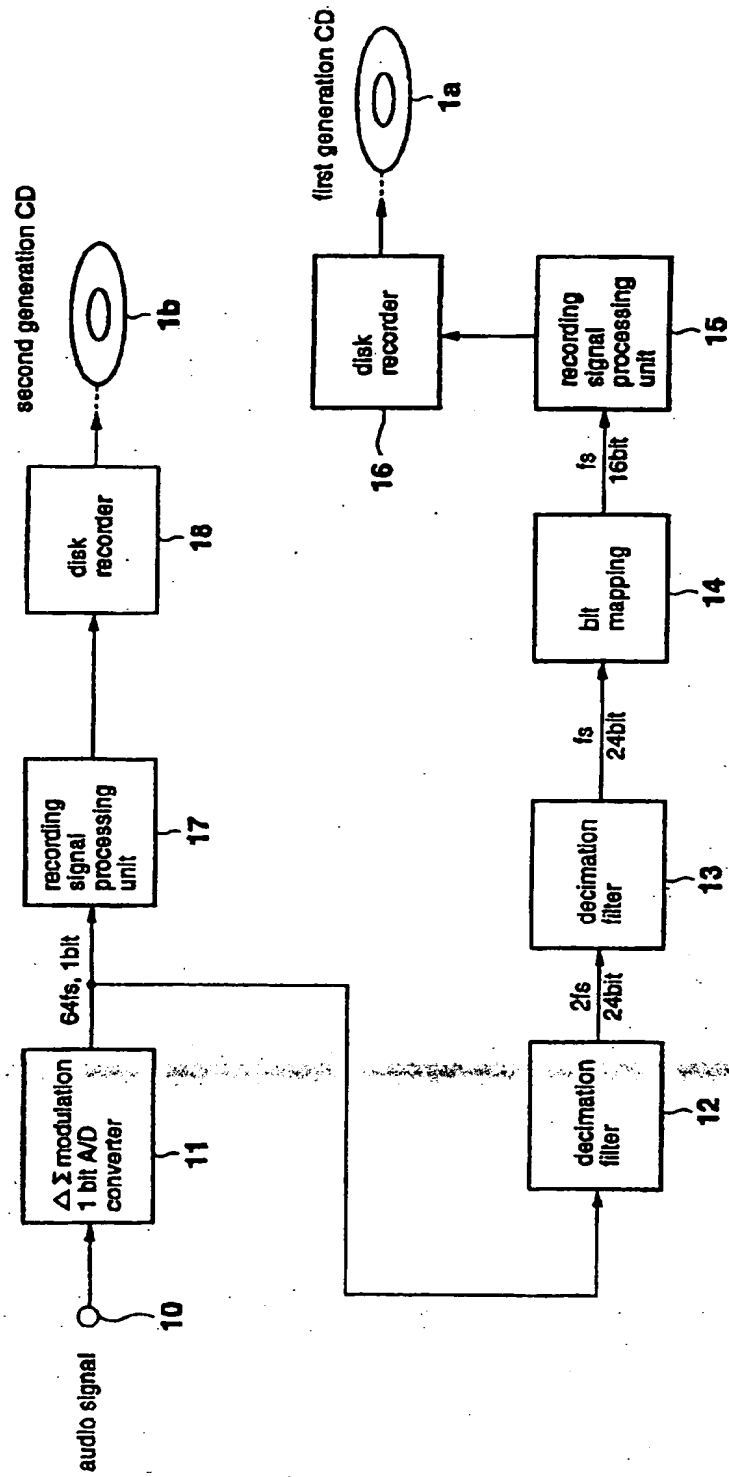 audio signal
10
Δ Σ modulation
1 bit A/D
converter
11
64fs, 1bit
recording
signal
processing
unit
17
disk
recorder
18
second generation CD
1b
decimation
filter
12
2fs
24bit
decimation
filter
13
fs
24bit
bit
mapping
14
fs
16bit
recording
signal
processing
unit
15
disk
recorder
16
first generation CD
1a